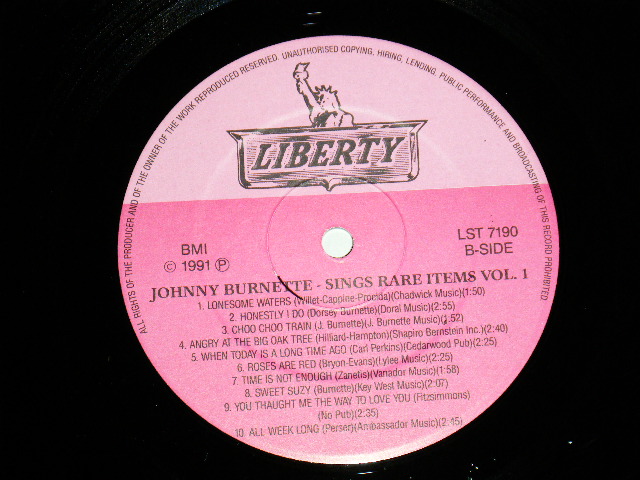 ALL RIGHTS OF THE PRODUCER AND OF THE OWNER OF THE WORK REPRODUCED RESERVED. UNAUTHORISED COPYING, HIRING, LENDING, PUBLIC PERFORMANCE AND BROADCASTING OF THIS RECORD PROHIBITED
LIBERTY
BMI
© 1991 ℗
LST 7190
B-SIDE
JOHNNY BURNETTE - SINGS RARE ITEMS VOL. 1
1. LONESOME WATERS (Willet-Cappine-Promda)(Chadwick Music)(1:50)
2. HONESTLY I DO (Dorsey Burnette)(Doral Music)(2:55)
3. CHOO CHOO TRAIN (J. Burnette)(J. Burnette Music)(1:52)
4. ANGRY AT THE BIG OAK TREE (Hilliard-Hampton)(Shapiro Bernstein Inc.)(2:40)
5. WHEN TODAY IS A LONG TIME AGO (Carl Perkins)(Cedarwood Pub)(2:25)
6. ROSES ARE RED (Bryon-Evans)(Lylee Music)(2:25)
7. TIME IS NOT ENOUGH (Zanetis)(Vanador Music)(1:58)
8. SWEET SUZY (Burnette)(Key West Music)(2:07)
9. YOU THAUGHT ME THE WAY TO LOVE YOU (Fitzsimmons)
(No Pub)(2:35)
10. ALL WEEK LONG (Perser)(Ambassador Music)(2:45)